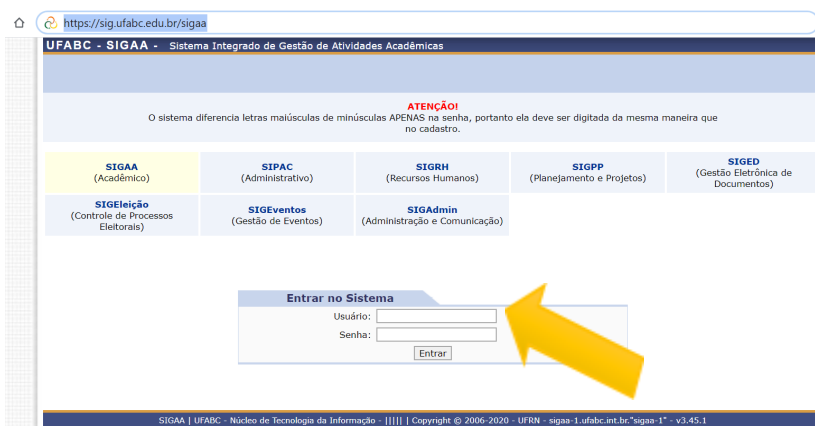 https://sig.ufabc.edu.br/sigaa
UFABC - SIGAA - Sistema Integrado de Gestão de Atividades Acadêmicas
ATENÇÃO!
O sistema diferencia letras maiúsculas de minúsculas APENAS na senha, portanto ela deve ser digitada da mesma maneira que
no cadastro.
SIGAA
(Acadêmico)
SIPAC
(Administrativo)
SIGRH
(Recursos Humanos)
SIGPP
(Planejamento e Projetos)
SIGED
(Gestão Eletrônica de
Documentos)
SIGEleição
(Controle de Processos
Eleitorais)
SIGEventos
(Gestão de Eventos)
SIGAdmin
(Administração e Comunicação)
Entrar no Sistema
Usuário:
Senha:
Entrar
SIGAA | UFABC - Núcleo de Tecnologia da Informação - ||||| | Copyright © 2006-2020 - UFRN - sigaa-1.ufabc.int.br."sigaa-1" - v3.45.1